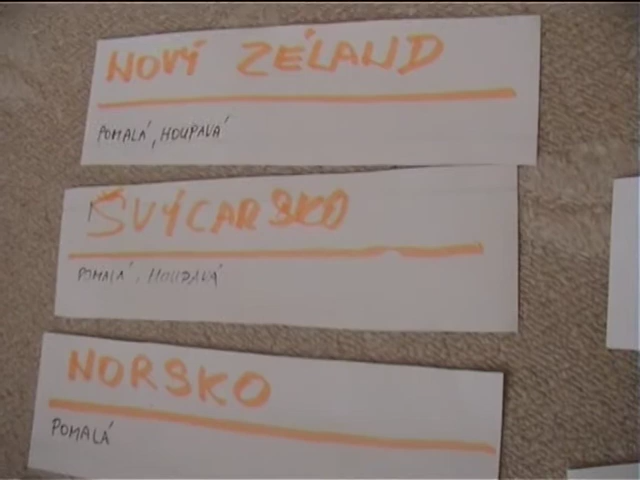 NOVÝ ZÉLAND
POMALÁ, HOUPAVÁ
ŠVÝCARSKO
POMALÁ, HOUPAVÁ
NORSKO
POMALÁ